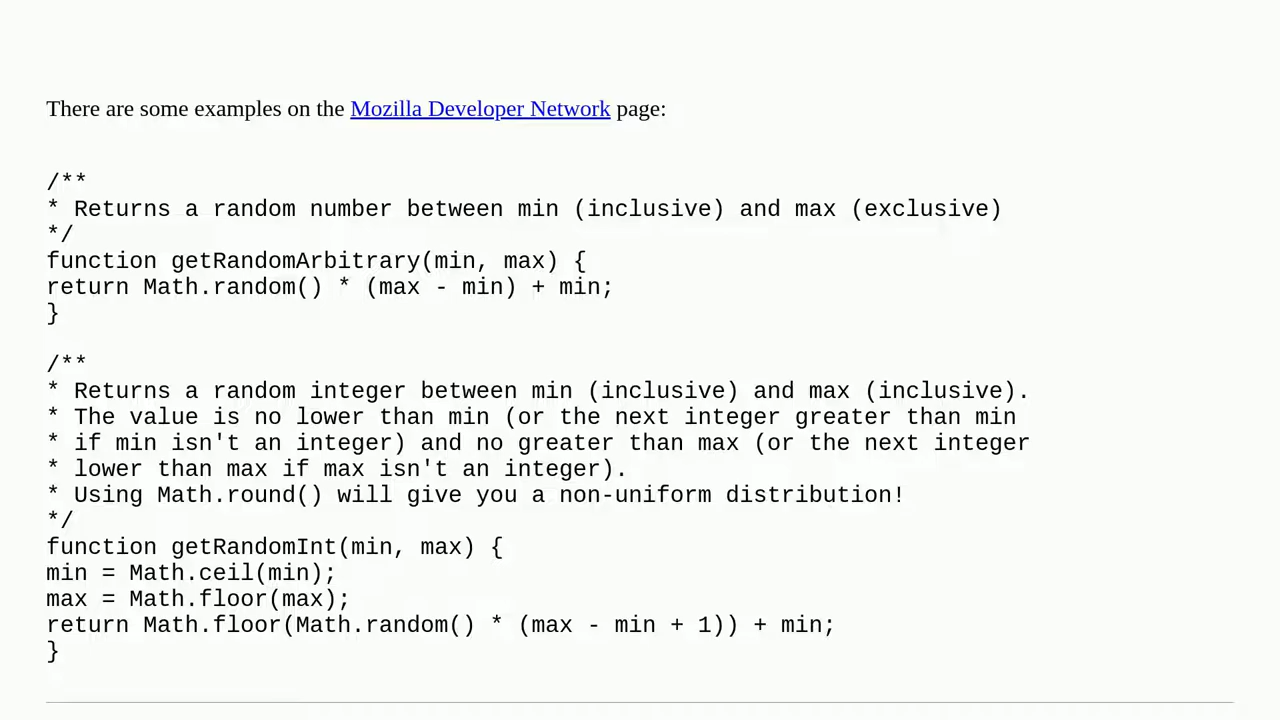 There are some examples on the Mozilla Developer Network page:
/**
* Returns a random number between min (inclusive) and max (exclusive)
*/
function getRandomArbitrary(min, max) {
return Math.random() * (max - min) + min;
}
/**
* Returns a random integer between min (inclusive) and max (inclusive).
* The value is no lower than min (or the next integer greater than min
* if min isn't an integer) and no greater than max (or the next integer
* lower than max if max isn't an integer).
* Using Math.round() will give you a non-uniform distribution!
*/
function getRandomInt(min, max) {
min = Math.ceil(min);
max = Math.floor(max);
return Math.floor(Math.random() * (max - min + 1)) + min;
}